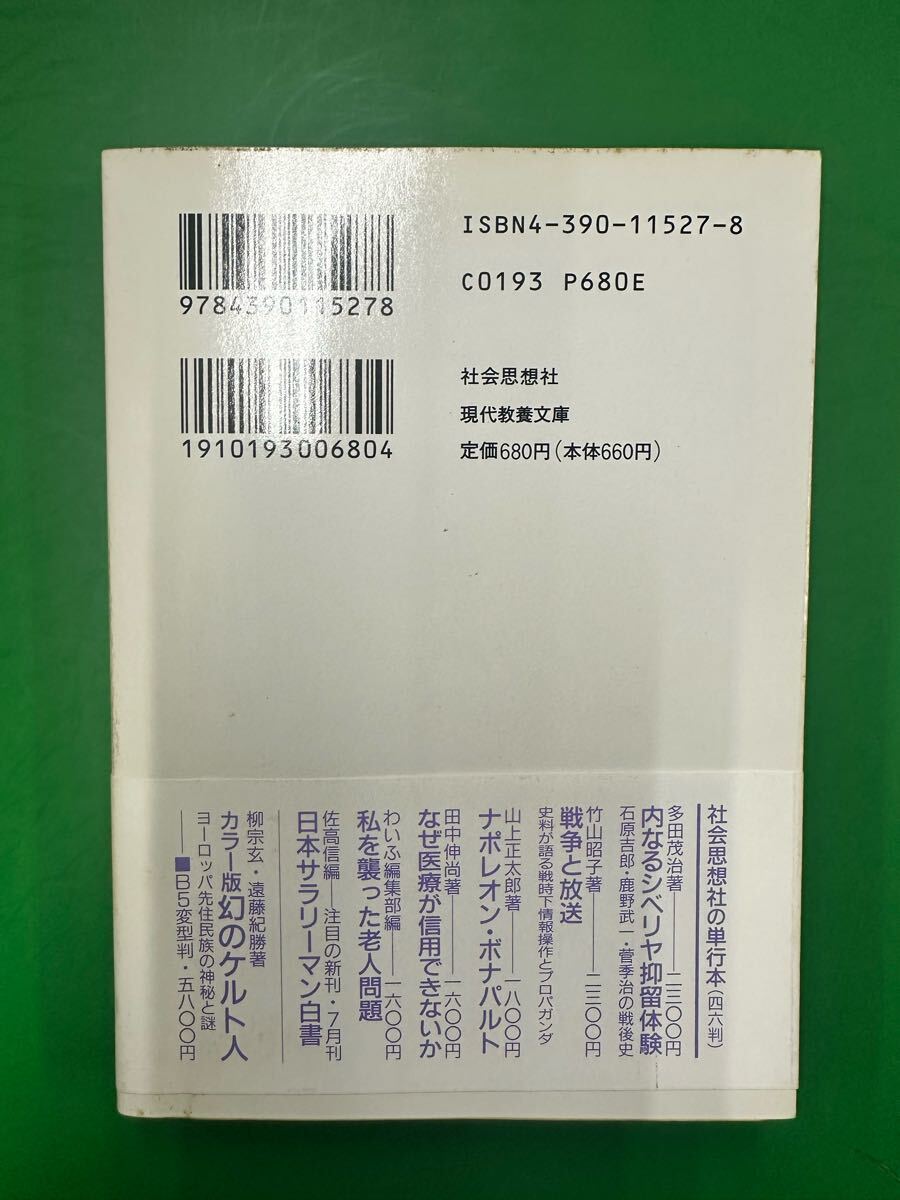 9784390115278
1910193006804
ISBN4-390-11527-8
C0193 P680E
社会思想社
現代教養文庫
定価680円(本体660円)
社会思想社の単行本(四六判)
多田茂治著――二三〇〇円
内なるシベリヤ抑留体験
石原吉郎・鹿野武一・菅季治の戦後史
竹山昭子著――二三〇〇円
戦争と放送
史料が語る戦時下情報操作とプロパガンダ
山上正太郎著――一八〇〇円
ナポレオン・ボナパルト
田中伸尚著――一六〇〇円
なぜ医療が信用できないか
わいふ編集部編――一六〇〇円
私を襲った老人問題
佐高信編――注目の新刊・7月刊
日本サラリーマン白書
柳宗玄・遠藤紀勝著
カラー版幻のケルト人
ヨーロッパ先住民族の神秘と謎
――■B5変型判・五八〇〇円